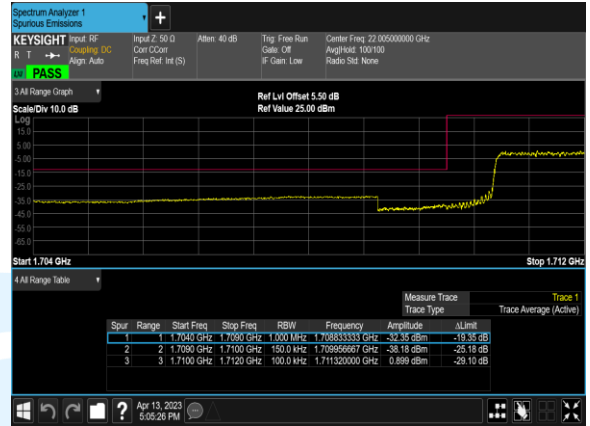 Spectrum Analyzer 1
Spurious Emissions
KEYSIGHT Input: RF Input Z: 50 Ω Atten: 40 dB Trig: Free Run Center Freq: 22.005000000 GHz
R T Coupling: DC Corr CCorr Gate: Off Avg|Hold: 100/100
Align: Auto Freq Ref: Int (S) IF Gain: Low Radio Std: None
PASS
3 All Range Graph
Ref Lvl Offset 5.50 dB
Scale/Div 10.0 dB Ref Value 25.00 dBm
Log
15.0
5.00
-5.00
-15.0
-25.0
-35.0
-45.0
-55.0
-65.0
Start 1.704 GHz Stop 1.712 GHz
4 All Range Table
Measure Trace Trace 1
Trace Type Trace Average (Active)
Spur Range Start Freq Stop Freq RBW Frequency Amplitude ΔLimit
1 1 1.7040 GHz 1.7090 GHz 1.000 MHz 1.708833333 GHz -32.35 dBm -19.35 dB
2 2 1.7090 GHz 1.7100 GHz 150.0 kHz 1.709956667 GHz -38.18 dBm -25.18 dB
3 3 1.7100 GHz 1.7120 GHz 100.0 kHz 1.711320000 GHz 0.899 dBm -29.10 dB
? Apr 13, 2023
5:05:26 PM